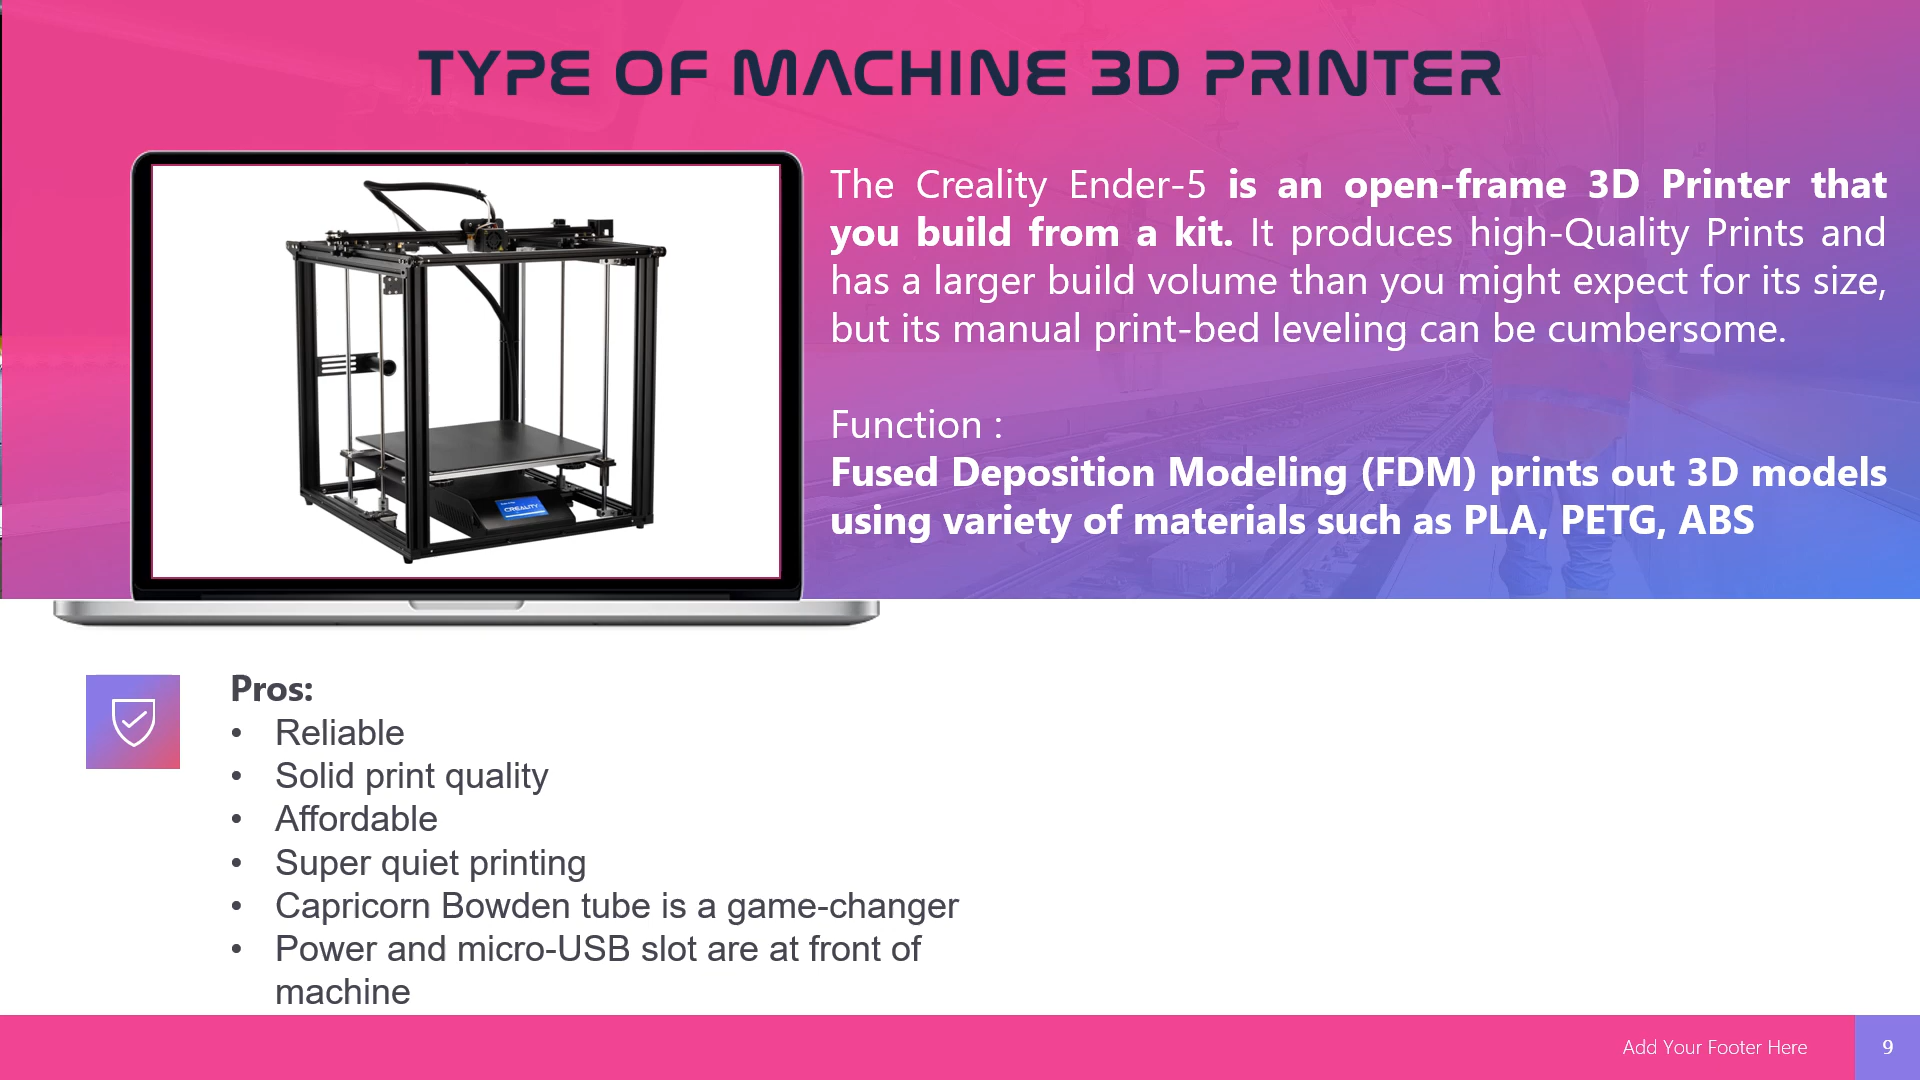 TYPE OF MACHINE 3D PRINTER
The Creality Ender-5 is an open-frame 3D Printer that
you build from a kit. It produces high-Quality Prints and
has a larger build volume than you might expect for its size,
but its manual print-bed leveling can be cumbersome.
Function :
Fused Deposition Modeling (FDM) prints out 3D models
using variety of materials such as PLA, PETG, ABS
CREALITY
Pros:
• Reliable
• Solid print quality
• Affordable
• Super quiet printing
• Capricorn Bowden tube is a game-changer
• Power and micro-USB slot are at front of
machine
Add Your Footer Here
9